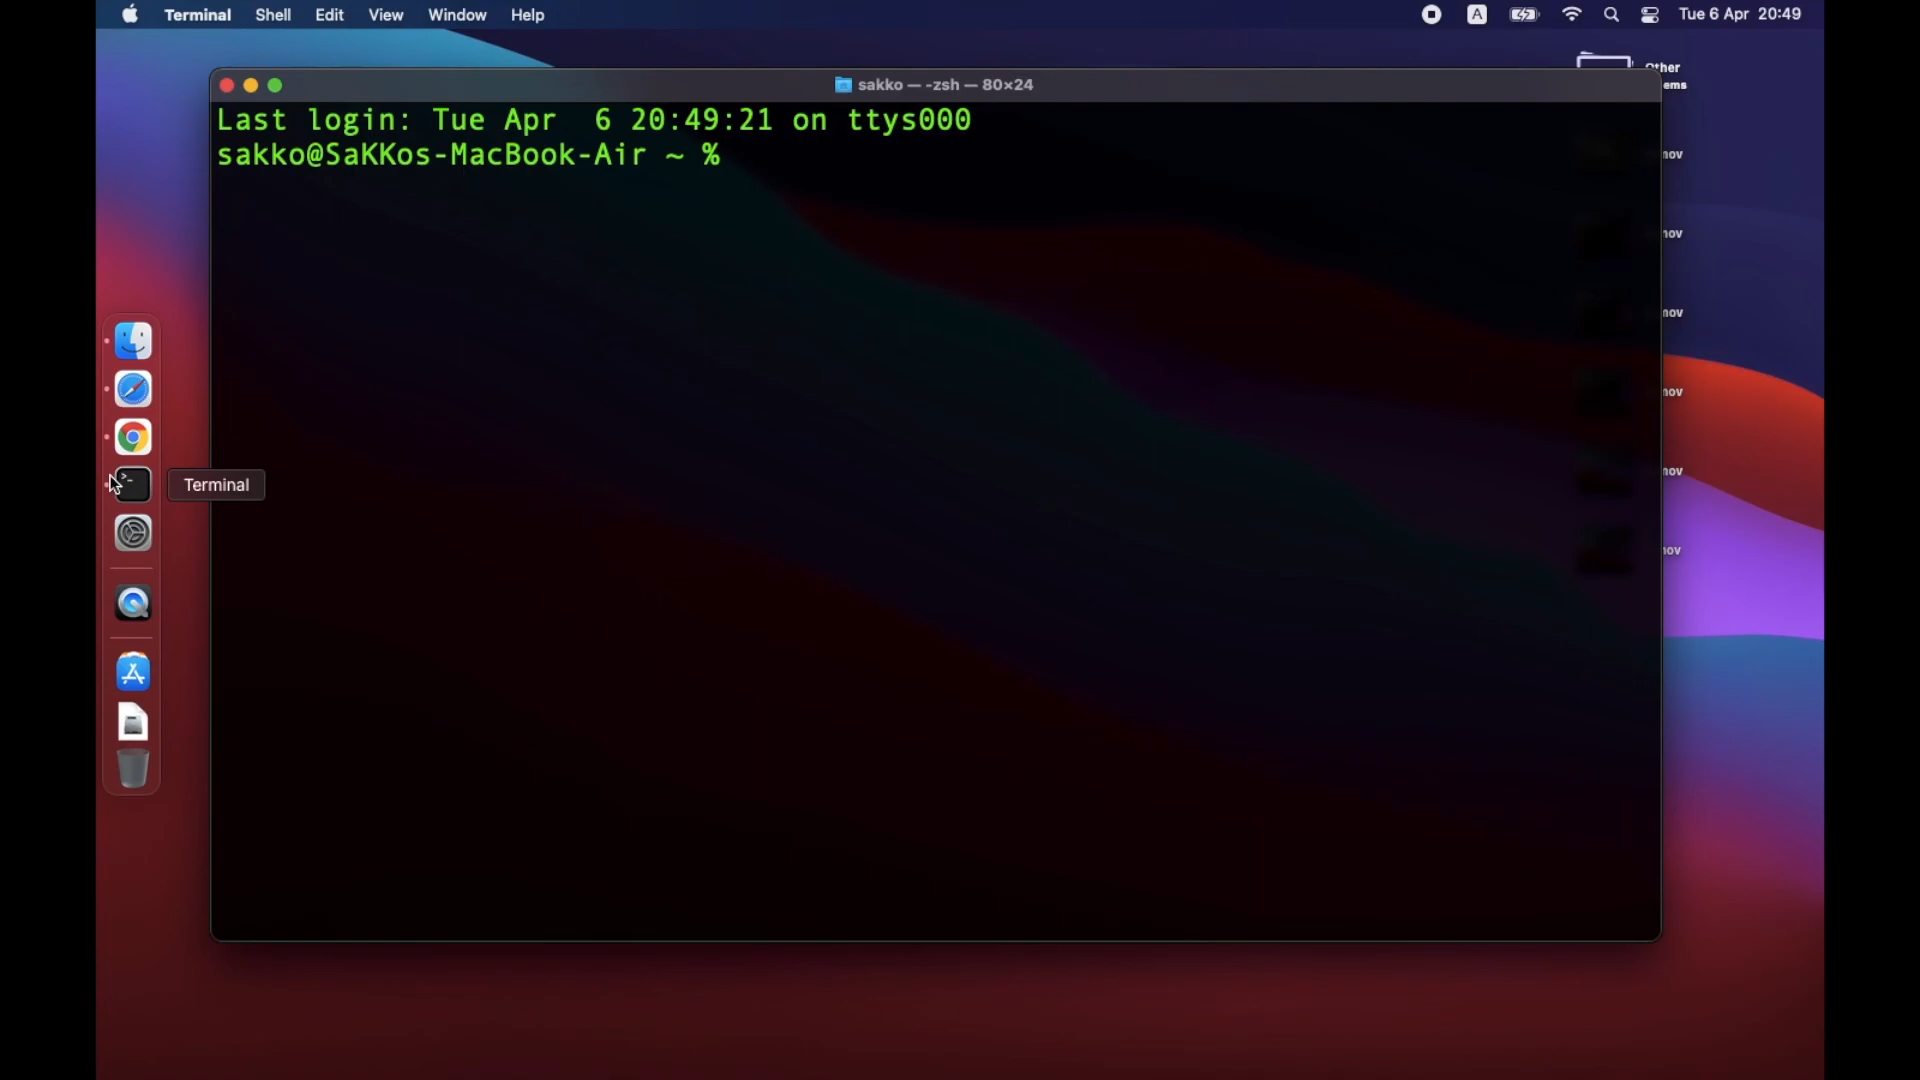 Terminal Shell Edit View Window Help
A
Tue 6 Apr 20:49
sakko — -zsh — 80×24
Last login: Tue Apr  6 20:49:21 on ttys000
sakko@SaKKos-MacBook-Air ~ %
Terminal